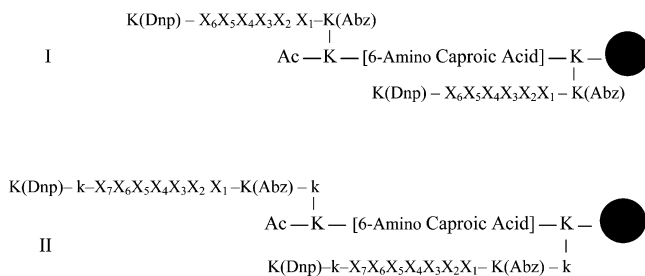 K(Dnp) – X₆X₅X₄X₃X₂ X₁–K(Abz)
I Ac — K — [6-Amino Caproic Acid] — K —
K(Dnp) – X₆X₅X₄X₃X₂X₁– K(Abz)
K(Dnp)– k–X₇X₆X₅X₄X₃X₂ X₁–K(Abz) – k
Ac — K — [6-Amino Caproic Acid] — K —
II
K(Dnp)–k–X₇X₆X₅X₄X₃X₂X₁– K(Abz) – k